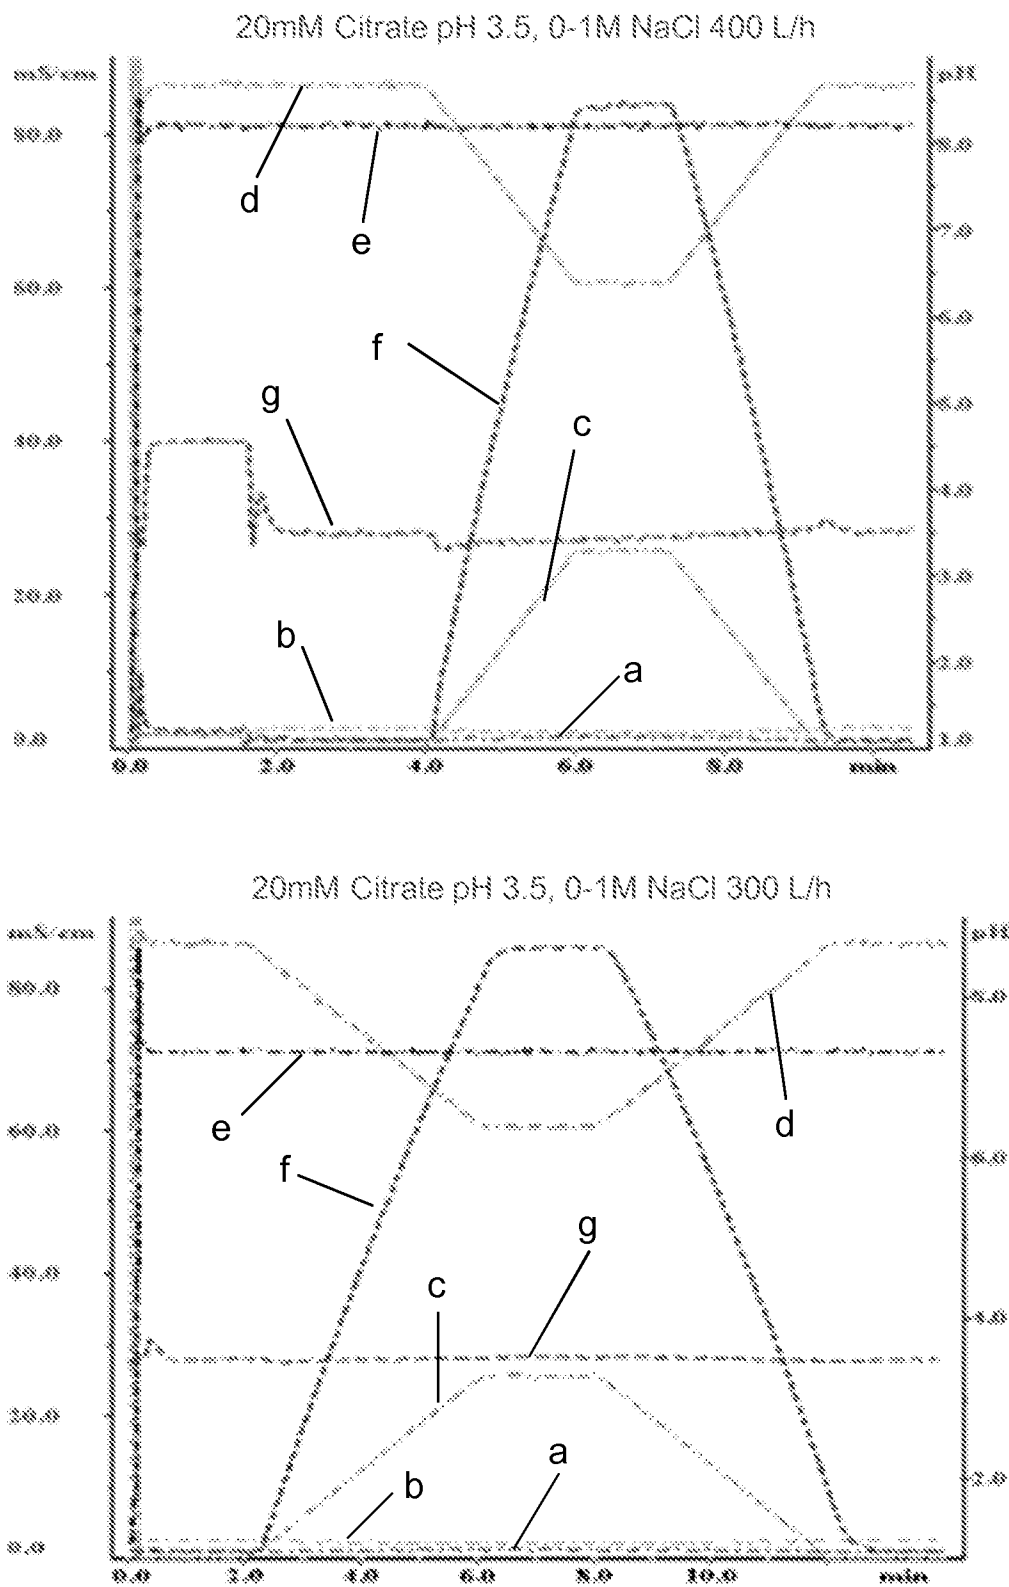 20mM Citrate pH 3.5, 0-1M NaCl 400 L/h
mS/cm
pH
80.0
8.0
d
e
7.0
60.0
6.0
f
g
5.0
c
40.0
4.0
3.0
20.0
b
a
2.0
0.0
1.0
0.0 2.0 4.0 6.0 8.0 min
20mM Citrate pH 3.5, 0-1M NaCl 300 L/h
mS/cm
pH
80.0
8.0
e
d
60.0
6.0
f
g
40.0
c
4.0
20.0
a
b
2.0
0.0
0.0 2.0 4.0 6.0 8.0 10.0 min